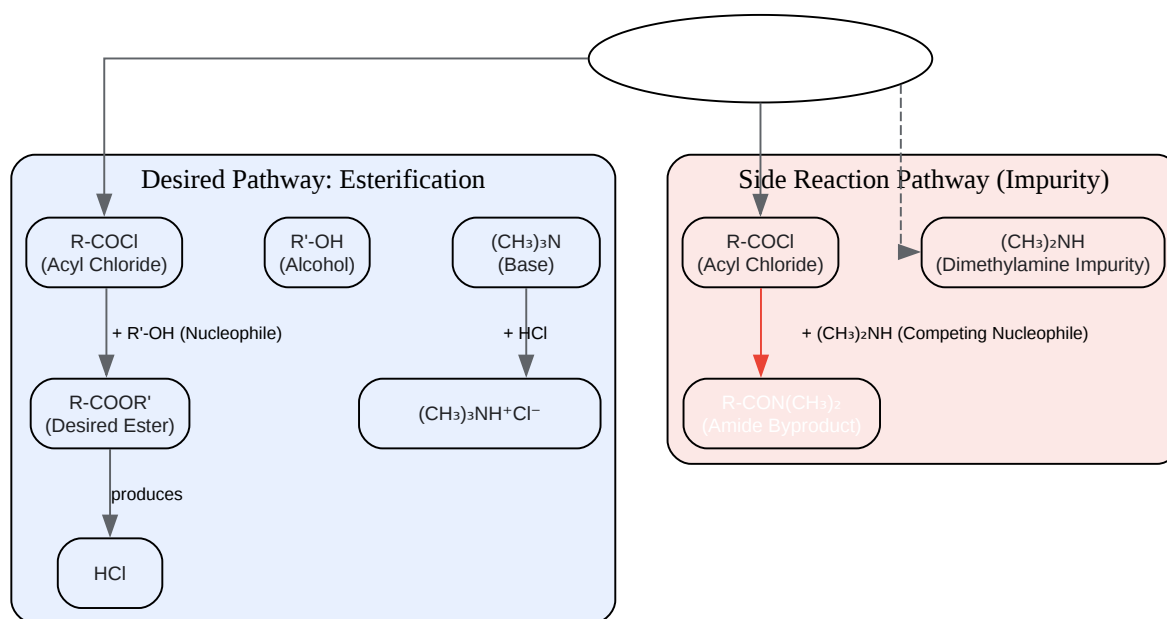 Desired Pathway: Esterification
R-COCl
(Acyl Chloride)
R'-OH
(Alcohol)
(CH₃)₃N
(Base)
+ R'-OH (Nucleophile)
+ HCl
R-COOR'
(Desired Ester)
(CH₃)₃NH⁺Cl⁻
produces
HCl
Side Reaction Pathway (Impurity)
R-COCl
(Acyl Chloride)
(CH₃)₂NH
(Dimethylamine Impurity)
+ (CH₃)₂NH (Competing Nucleophile)
R-CON(CH₃)₂
(Amide Byproduct)